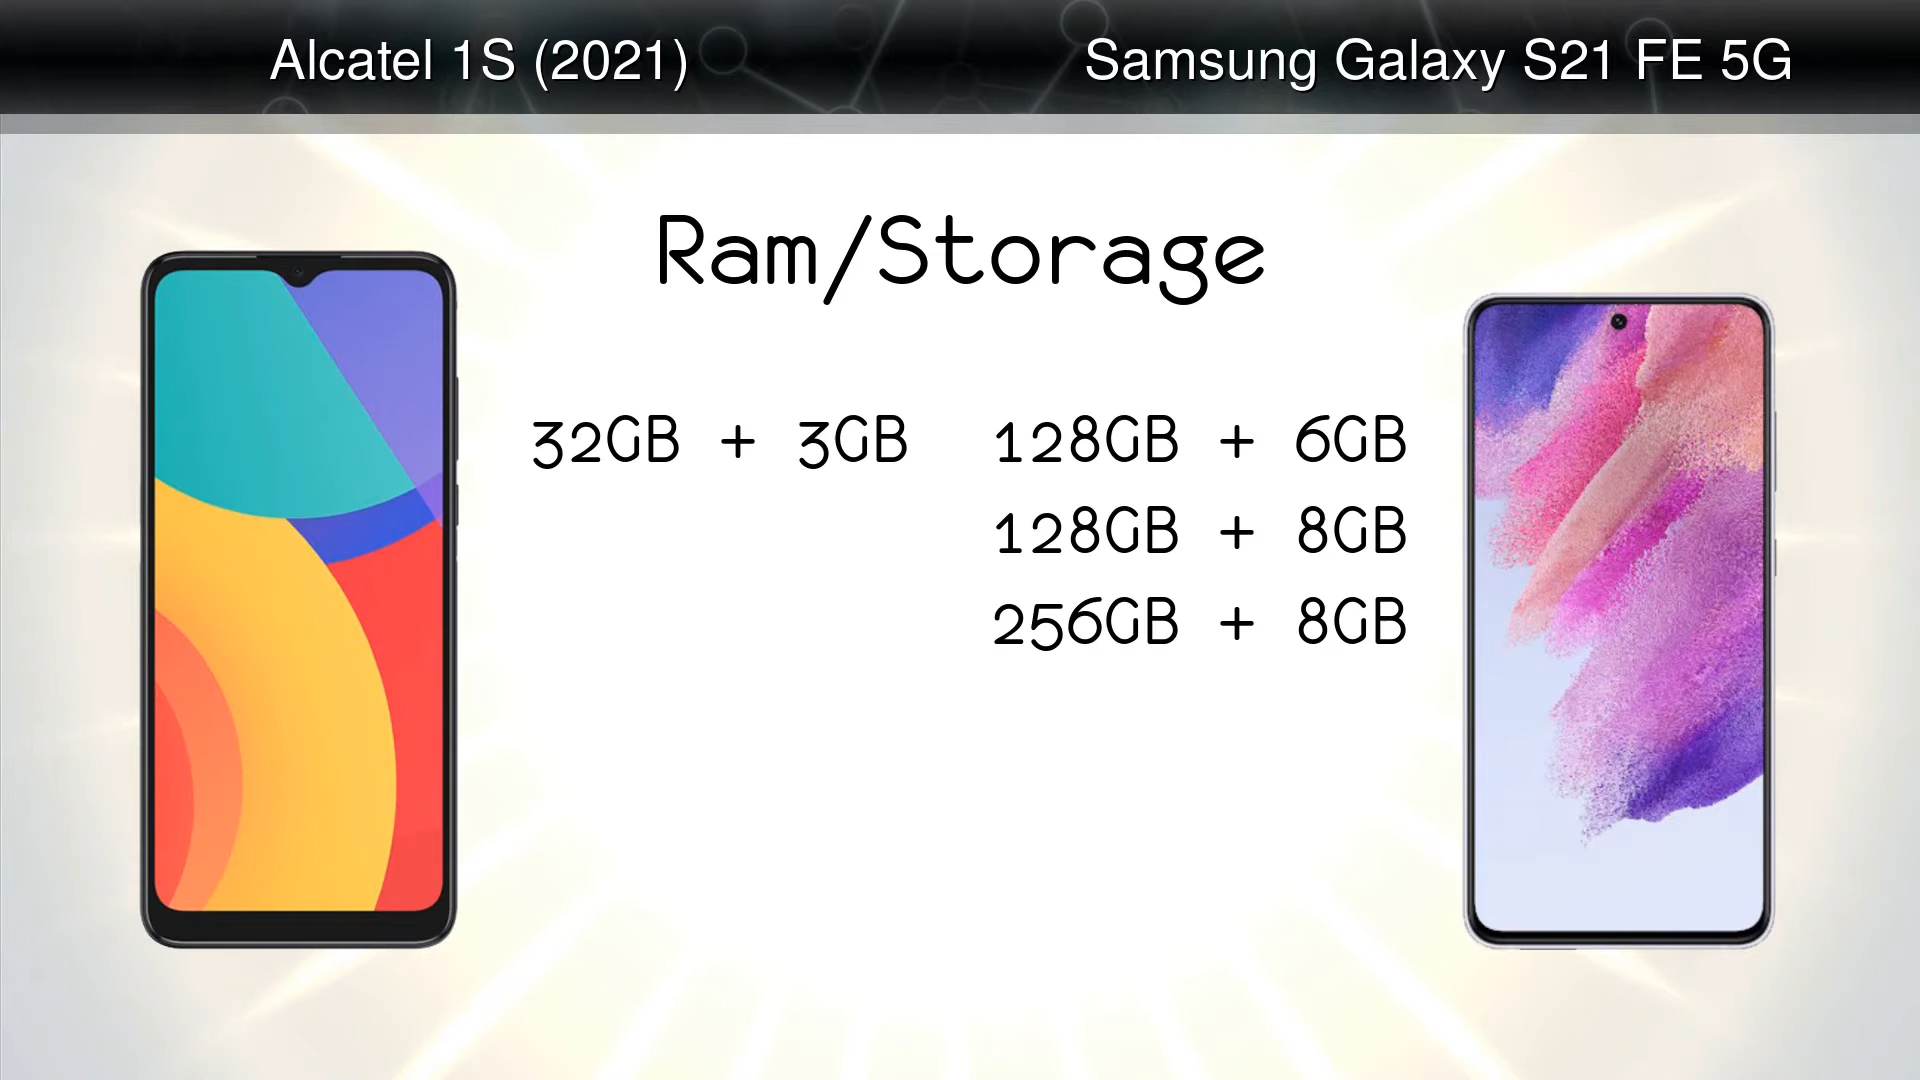 Alcatel 1S (2021)
Samsung Galaxy S21 FE 5G
Ram/Storage
32GB + 3GB
128GB + 6GB
128GB + 8GB
256GB + 8GB